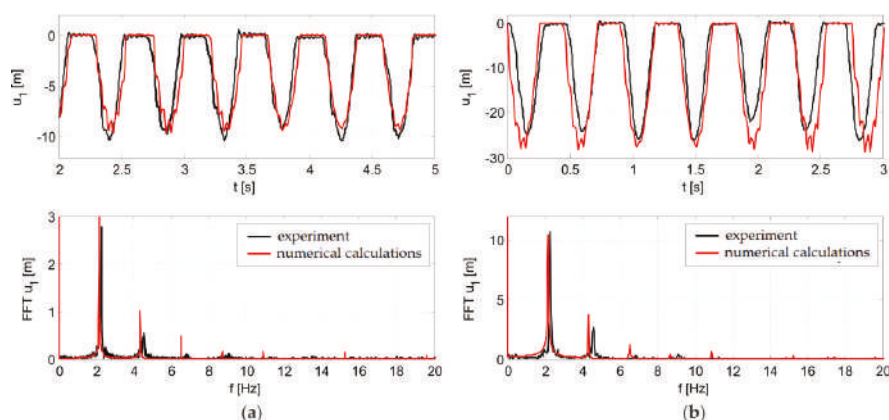 0
-5
-10
u₁ [m]
2 2.5 3 3.5 4 4.5 5
t [s]
0
-10
-20
-30
u₁ [m]
0 0.5 1 1.5 2 2.5 3
t [s]
3
2
1
0
FFT u₁ [m]
experiment
numerical calculations
0 2 4 6 8 10 12 14 16 18 20
f [Hz]
(a)
10
5
0
FFT u₁ [m]
experiment
numerical calculations
0 2 4 6 8 10 12 14 16 18 20
f [Hz]
(b)